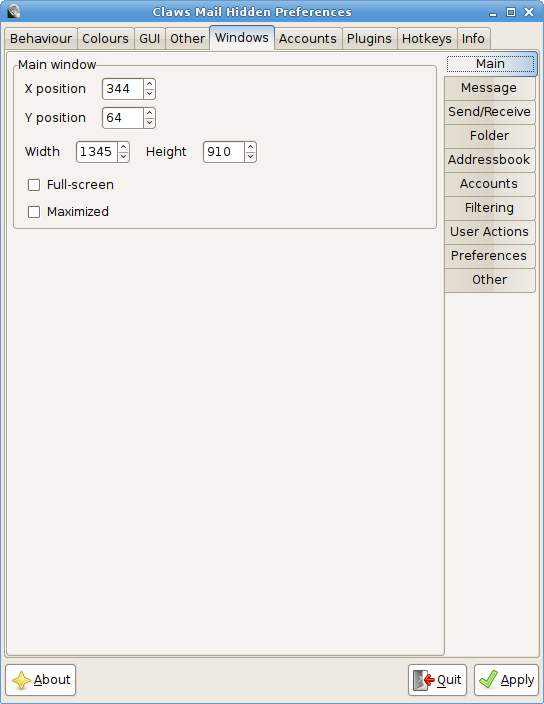 Claws Mail Hidden Preferences
Behaviour Colours GUI Other Windows Accounts Plugins Hotkeys Info
Main window
X position 344
Y position 64
Width 1345 Height 910
Full-screen
Maximized
Main
Message
Send/Receive
Folder
Addressbook
Accounts
Filtering
User Actions
Preferences
Other
About Quit Apply